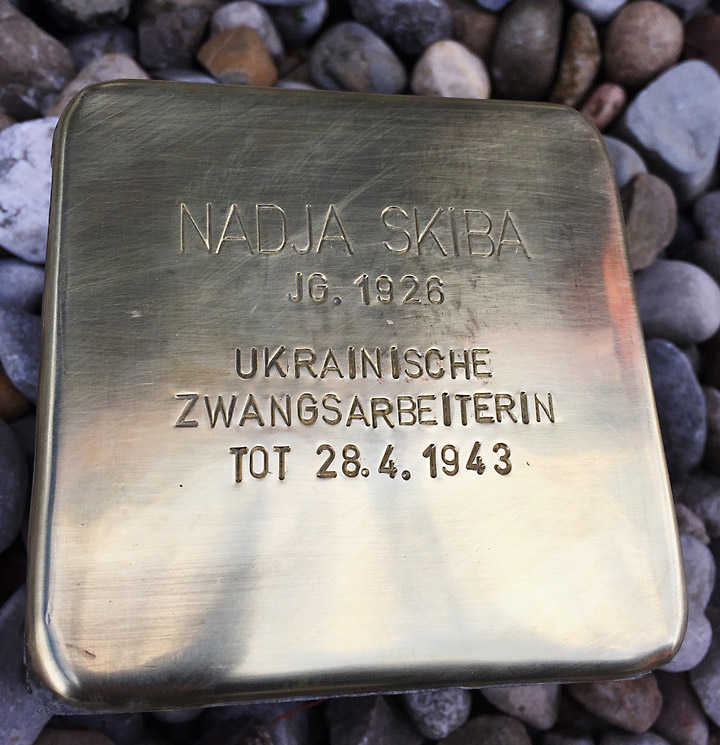 NADJA SKIBA
JG. 1926
UKRAINISCHE
ZWANGSARBEITERIN
TOT 28.4.1943